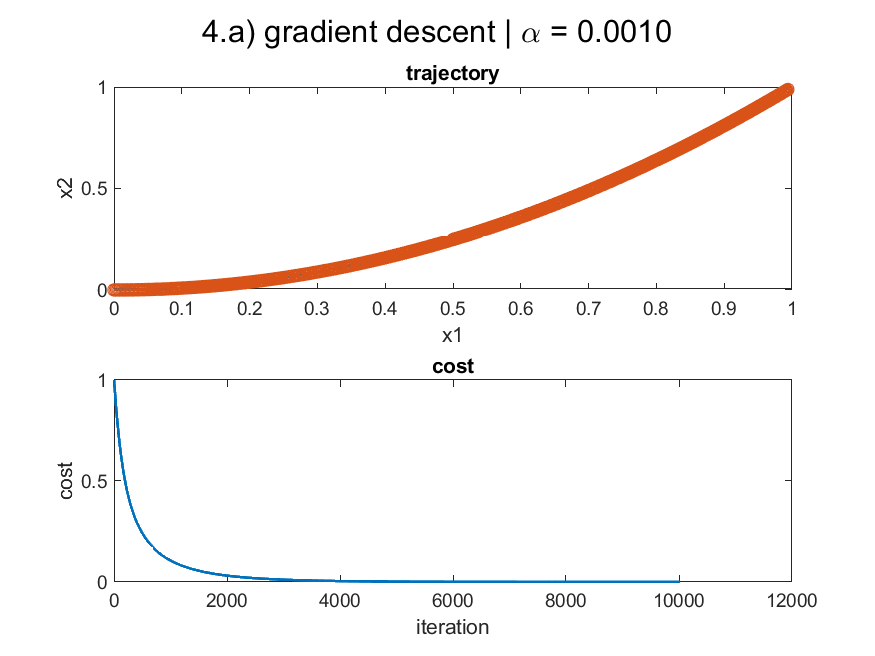 4.a) gradient descent | α = 0.0010
trajectory
1
0.5
0
x2
0 0.1 0.2 0.3 0.4 0.5 0.6 0.7 0.8 0.9 1
x1
cost
1
0.5
0
cost
0 2000 4000 6000 8000 10000 12000
iteration